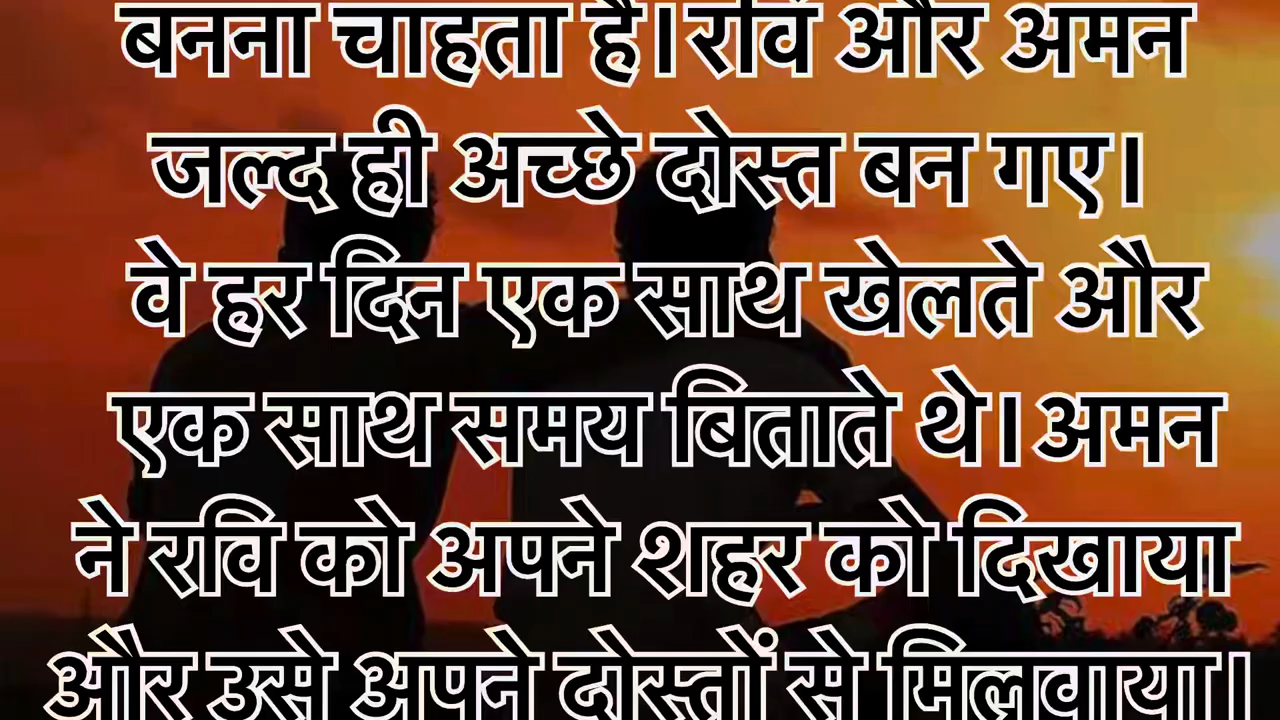 बनना चाहता है।रवि और अमन
जल्द ही अच्छे दोस्त बन गए।
वे हर दिन एक साथ खेलते और
एक साथ समय बिताते थे। अमन
ने रवि को अपने शहर को दिखाया
और उसे अपने दोस्तों से मिलवाया।